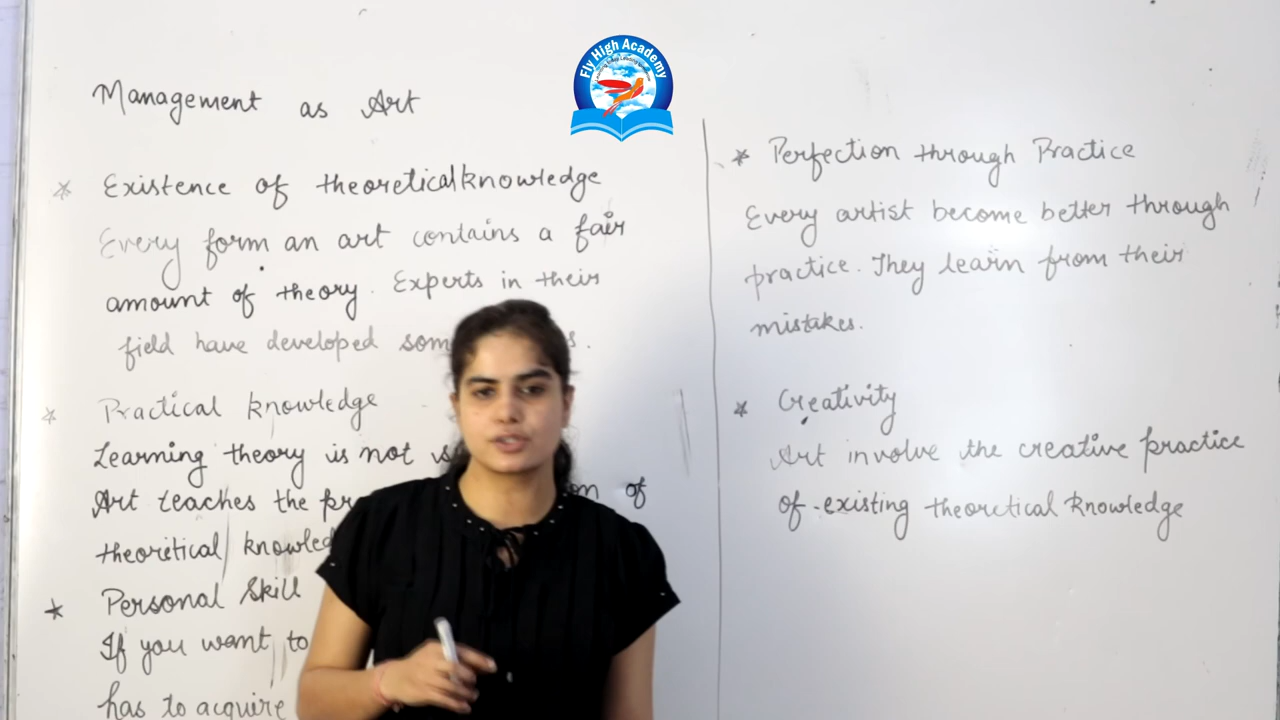 Fly High Academy
Management as Art
* Existence of theoretical knowledge
Every form an art contains a fair
amount of theory. Experts in their
field have developed
* Practical knowledge
Learning theory is not
Art teaches the of
theoritical knowled
* Personal Skill
If you want to
has to acquire
* Perfection through Practice
Every artist become better through
practice. They learn from their
mistakes.
* Creativity
Art involve the creative practice
of existing theoretical knowledge